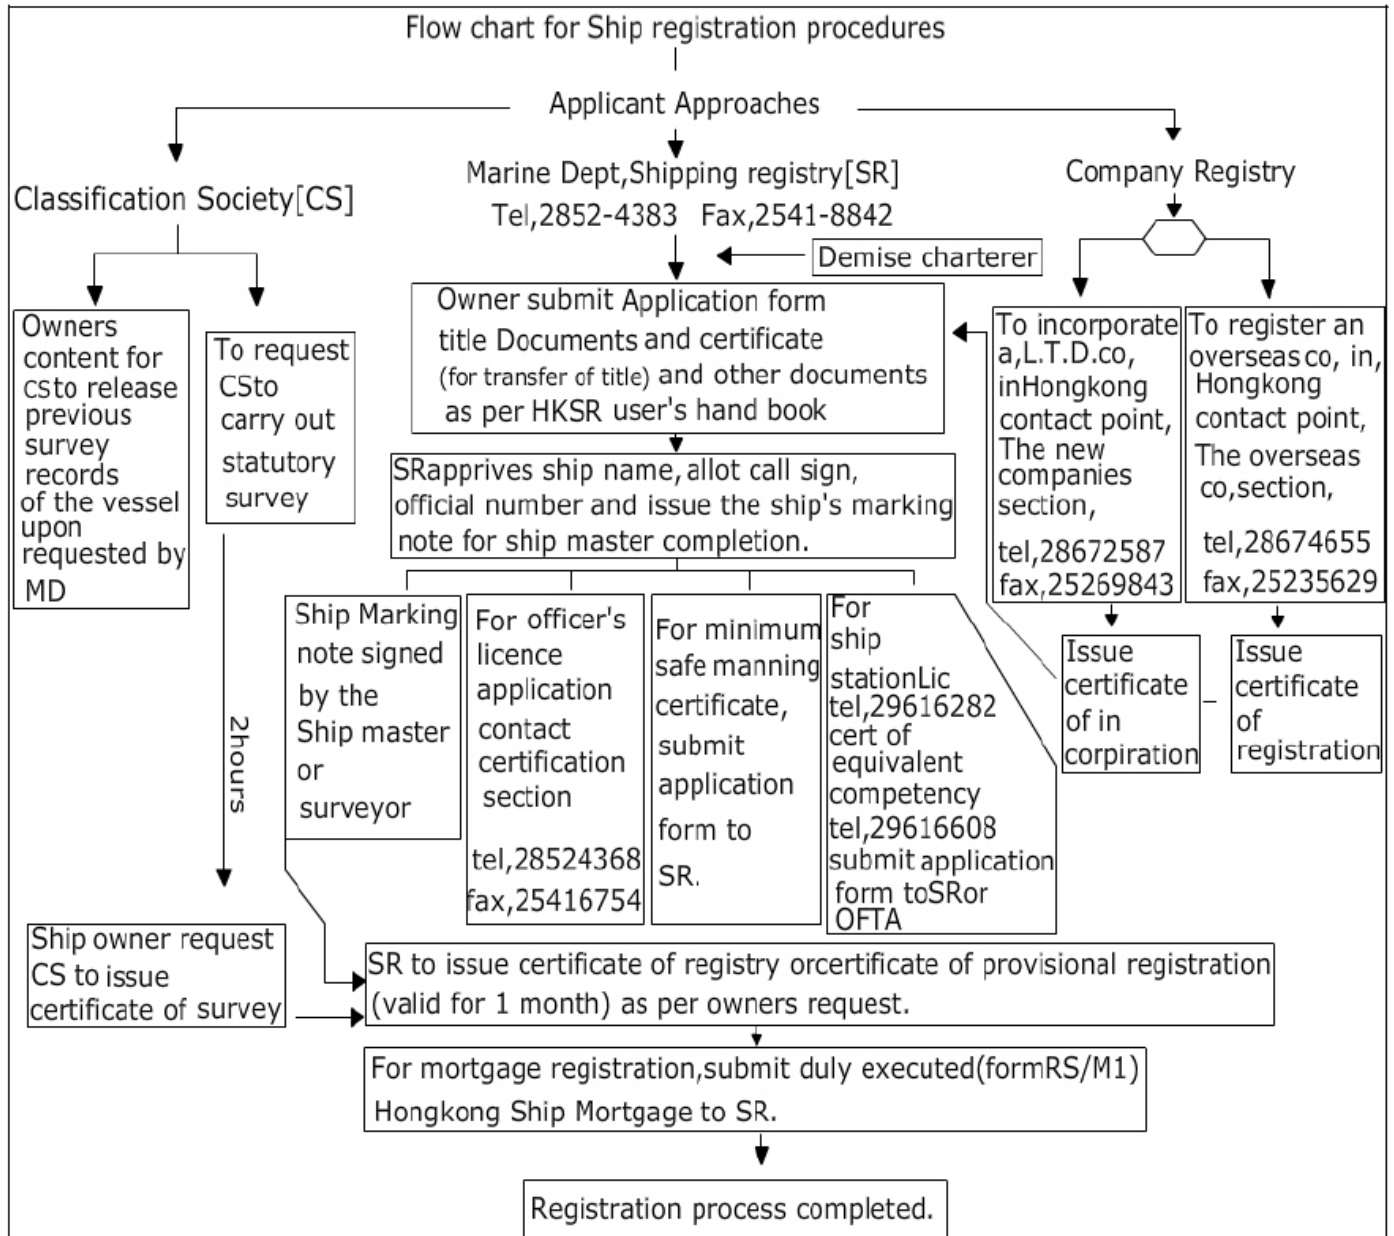 Flow chart for Ship registration procedures
Applicant Approaches
Classification Society[CS]
Marine Dept,Shipping registry[SR]
Tel,2852-4383 Fax,2541-8842
Company Registry
Demise charterer
Owners
content for
csto release
previous
survey
records
of the vessel
upon
requested by
MD
To request
CSto
carry out
statutory
survey
Owner submit Application form
title Documents and certificate
(for transfer of title) and other documents
as per HKSR user's hand book
To incorporate
a,L.T.D.co,
inHongkong
contact point,
The new
companies
section,
tel,28672587
fax,25269843
To register an
overseas co, in,
Hongkong
contact point,
The overseas
co,section,
tel,28674655
fax,25235629
SRapprives ship name, allot call sign,
official number and issue the ship's marking
note for ship master completion.
Ship Marking
note signed
by the
Ship master
or
surveyor
For officer's
licence
application
contact
certification
section
tel,28524368
fax,25416754
For minimum
safe manning
certificate,
submit
application
form to
SR.
For
ship
stationLic
tel,29616282
cert of
equivalent
competency
tel,29616608
submit application
form toSRor
OFTA
Issue
certificate
of in
corpiration
Issue
certificate
of
registration
2hours
Ship owner request
CS to issue
certificate of survey
SR to issue certificate of registry orcertificate of provisional registration
(valid for 1 month) as per owners request.
For mortgage registration,submit duly executed(formRS/M1)
Hongkong Ship Mortgage to SR.
Registration process completed.